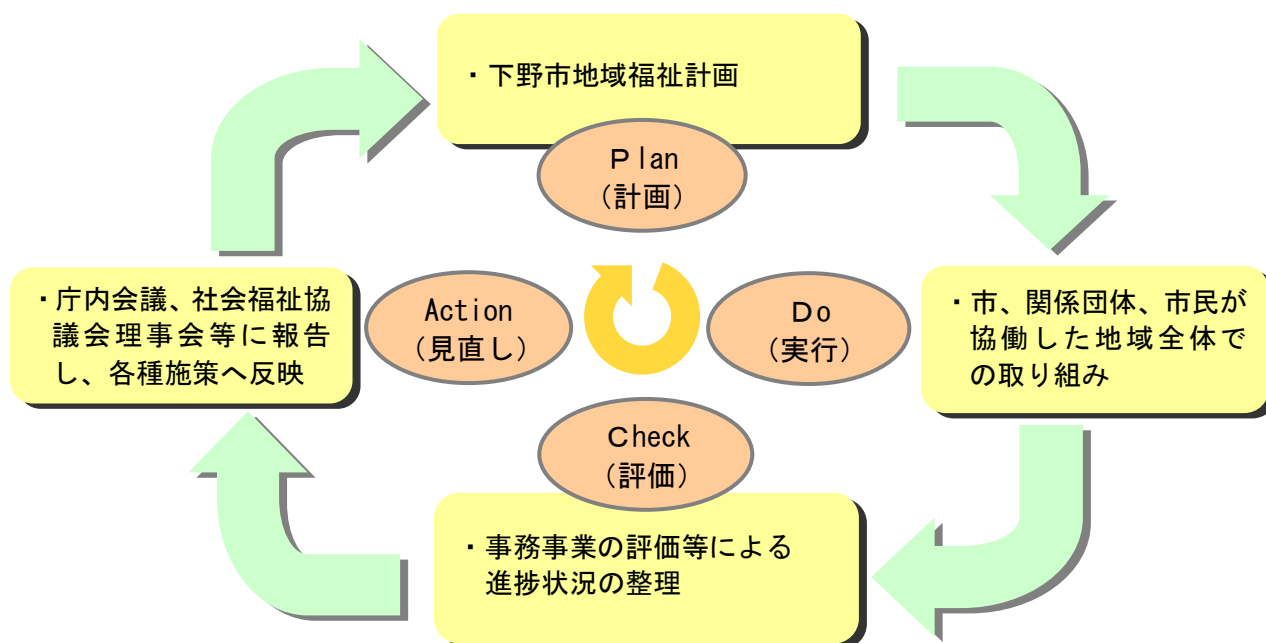 ・下野市地域福祉計画
Ｐlan
（計画）
・市、関係団体、市民が
協働した地域全体で
の取り組み
Ｄo
（実行）
・事務事業の評価等による
進捗状況の整理
Ｃheck
（評価）
・庁内会議、社会福祉協
議会理事会等に報告
し、各種施策へ反映
Action
（見直し）